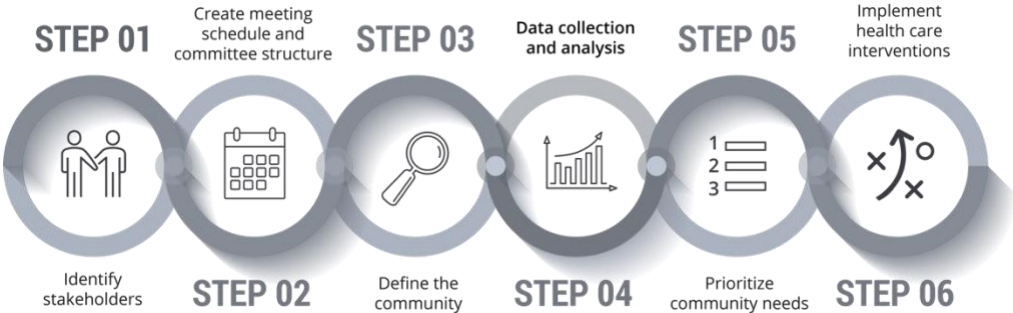 STEP 01
Identify
stakeholders
Create meeting
schedule and
committee structure
STEP 02
STEP 03
Define the
community
Data collection
and analysis
STEP 04
STEP 05
1
2
3
Prioritize
community needs
Implement
health care
interventions
STEP 06